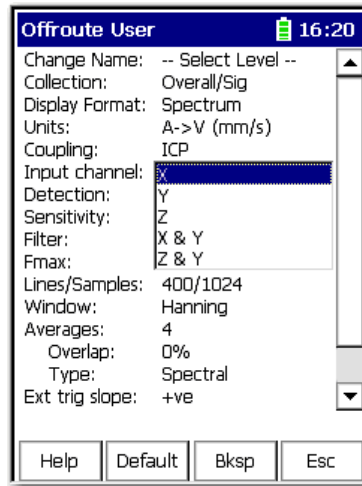 Offroute User 16:20
Change Name: -- Select Level --
Collection: Overall/Sig
Display Format: Spectrum
Units: A->V (mm/s)
Coupling: ICP
Input channel: X
Detection: Y
Sensitivity: Z
Filter: X & Y
Fmax: Z & Y
Lines/Samples: 400/1024
Window: Hanning
Averages: 4
Overlap: 0%
Type: Spectral
Ext trig slope: +ve
Help Default Bksp Esc